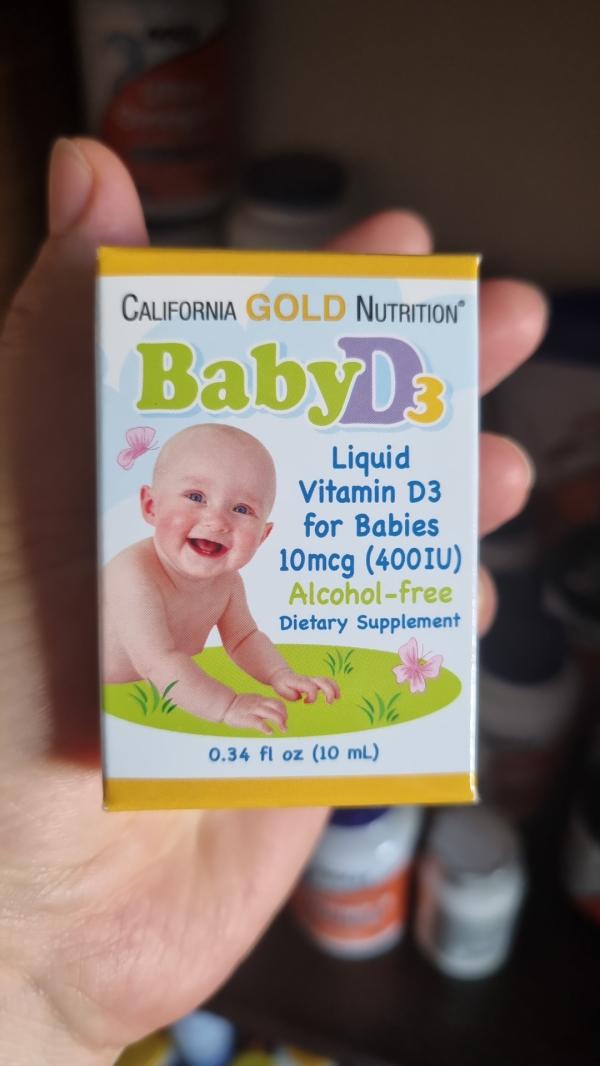 CALIFORNIA GOLD NUTRITION®
BabyD3
Liquid
Vitamin D3
for Babies
10mcg (400IU)
Alcohol-free
Dietary Supplement
0.34 fl oz (10 mL)